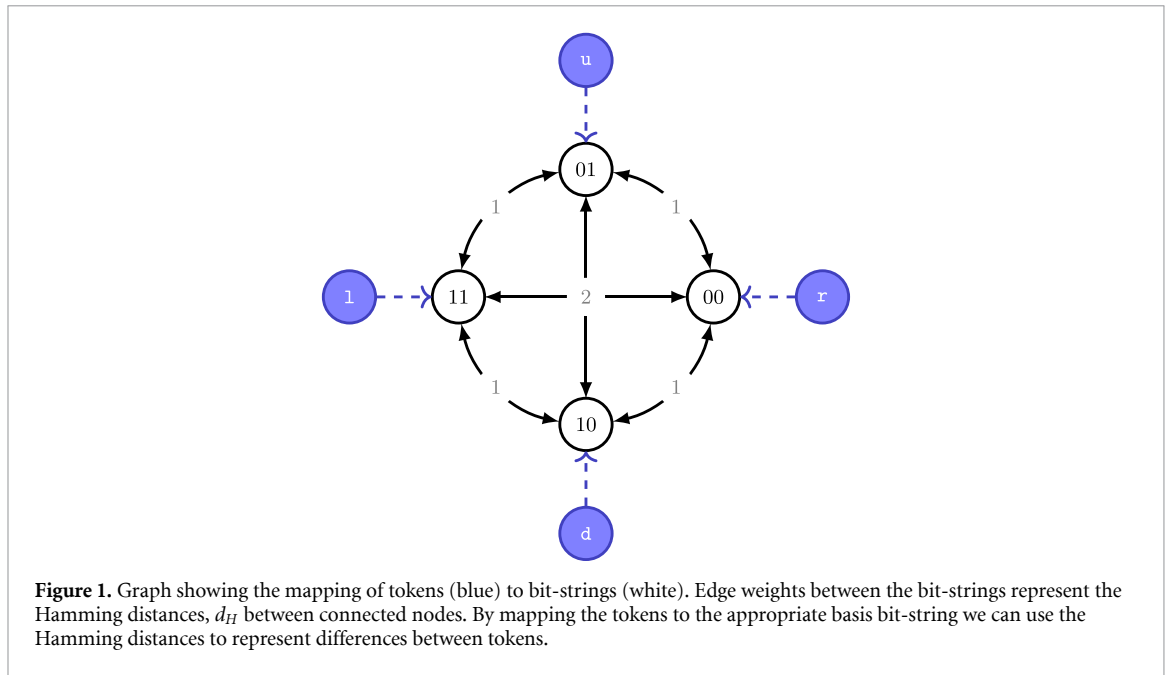 u
01
1 1
l 11 2 00 r
1 1
10
d
Figure 1. Graph showing the mapping of tokens (blue) to bit-strings (white). Edge weights between the bit-strings represent the
Hamming distances, d_H between connected nodes. By mapping the tokens to the appropriate basis bit-string we can use the
Hamming distances to represent differences between tokens.